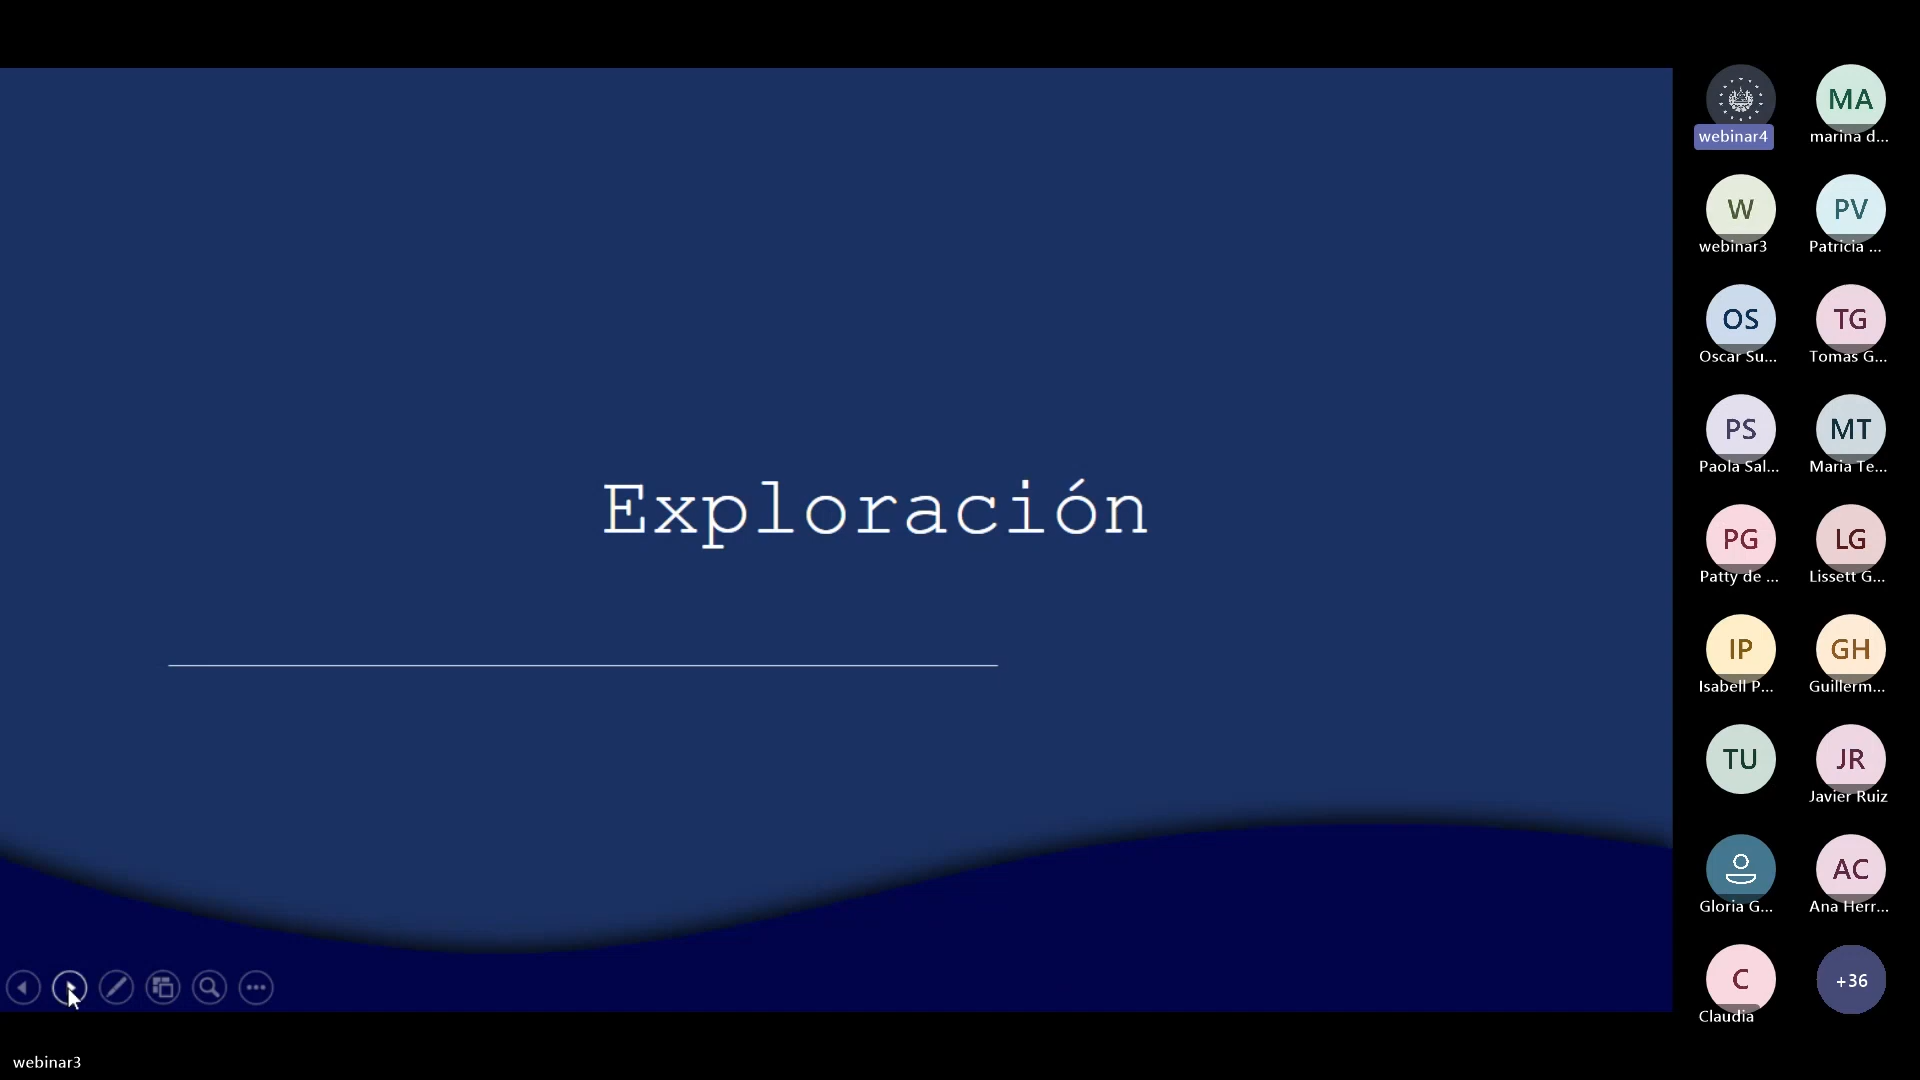 Exploración
webinar4
MA
marina d...
W
webinar3
PV
Patricia ...
OS
Oscar Su...
TG
Tomas G...
PS
Paola Sal...
MT
Maria Te...
PG
Patty de ...
LG
Lissett G...
IP
Isabell P...
GH
Guillerm...
TU
JR
Javier Ruiz
Gloria G...
AC
Ana Herr...
C
Claudia
+36
webinar3